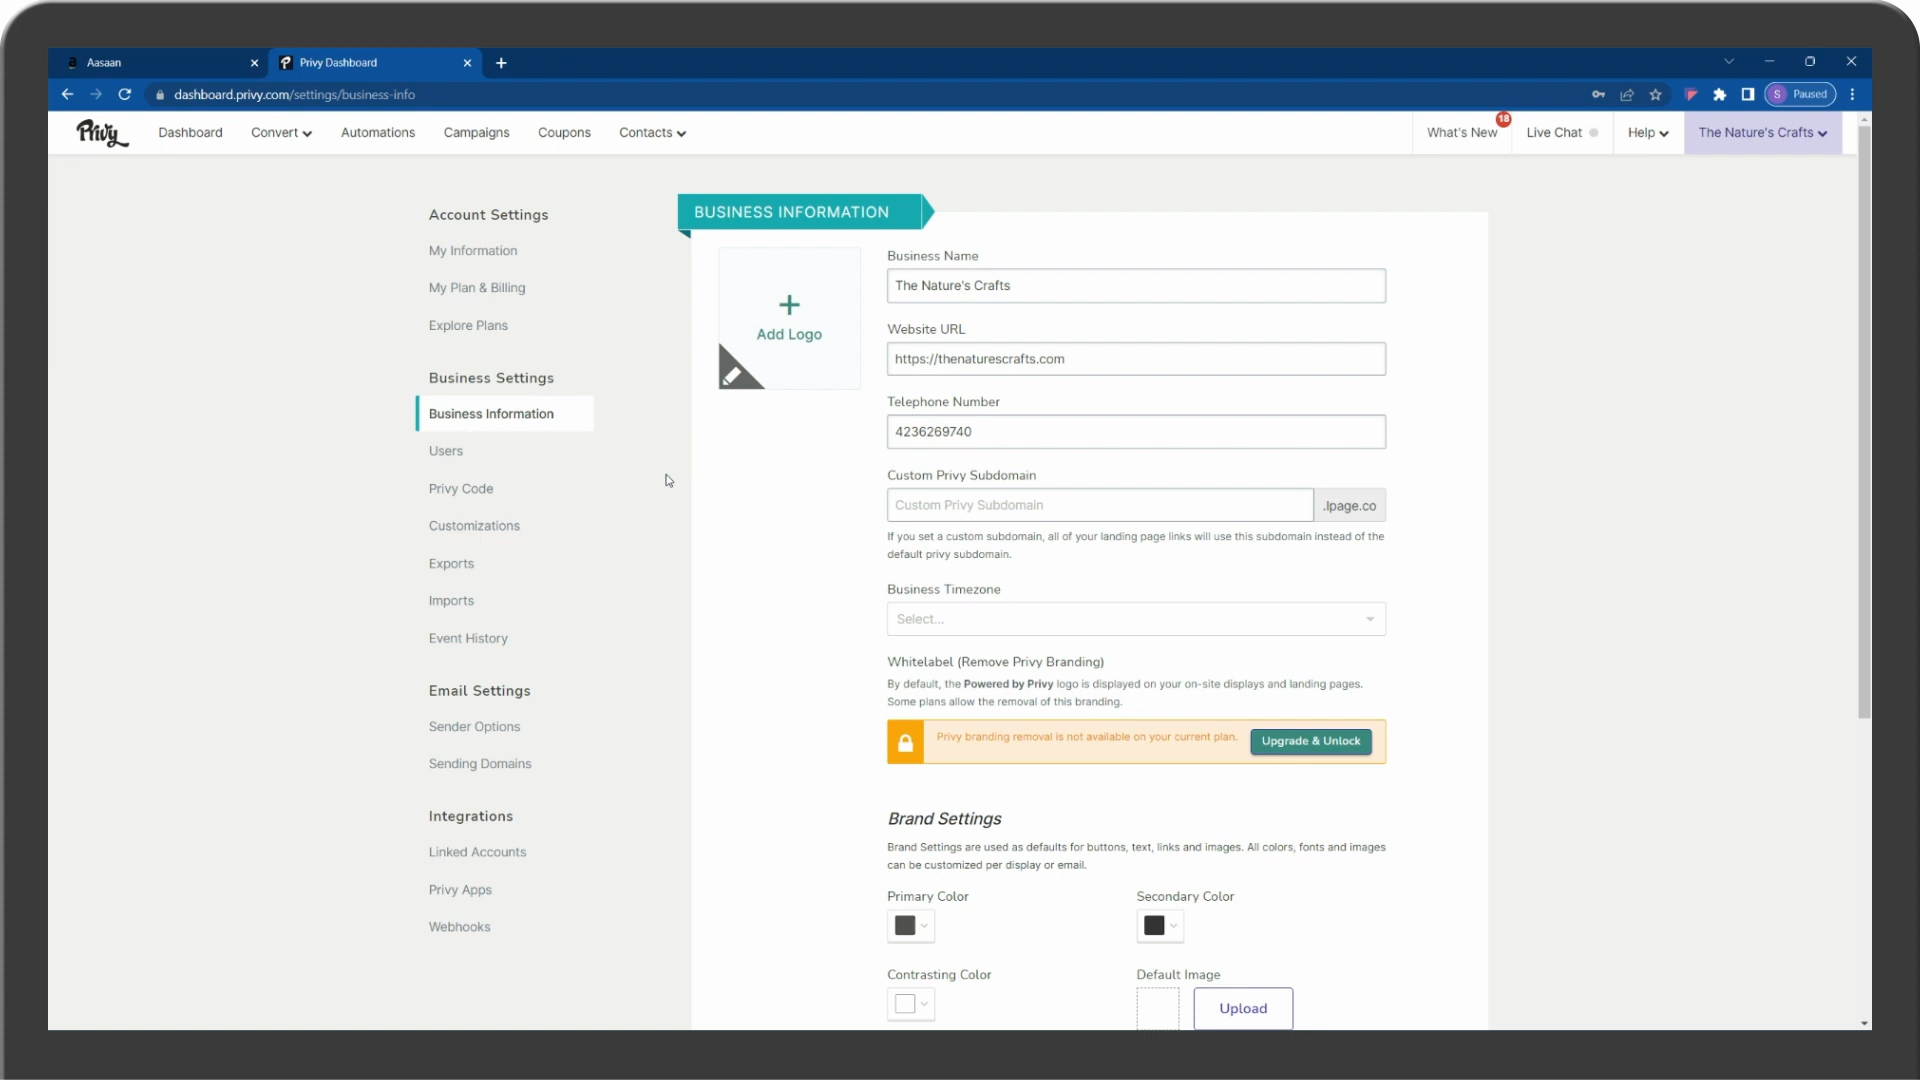 Aasaan
Privy Dashboard
dashboard.privy.com/settings/business-info
S Paused
Privy
Dashboard
Convert
Automations
Campaigns
Coupons
Contacts
What's New
18
Live Chat
Help
The Nature's Crafts
Account Settings
My Information
My Plan & Billing
Explore Plans
Business Settings
Business Information
Users
Privy Code
Customizations
Exports
Imports
Event History
Email Settings
Sender Options
Sending Domains
Integrations
Linked Accounts
Privy Apps
Webhooks
BUSINESS INFORMATION
Add Logo
Business Name
The Nature's Crafts
Website URL
https://thenaturescrafts.com
Telephone Number
4236269740
Custom Privy Subdomain
Custom Privy Subdomain
.lpage.co
If you set a custom subdomain, all of your landing page links will use this subdomain instead of the
default privy subdomain.
Business Timezone
Select...
Whitelabel (Remove Privy Branding)
By default, the Powered by Privy logo is displayed on your on-site displays and landing pages.
Some plans allow the removal of this branding.
Privy branding removal is not available on your current plan.
Upgrade & Unlock
Brand Settings
Brand Settings are used as defaults for buttons, text, links and images. All colors, fonts and images
can be customized per display or email.
Primary Color
Secondary Color
Contrasting Color
Default Image
Upload